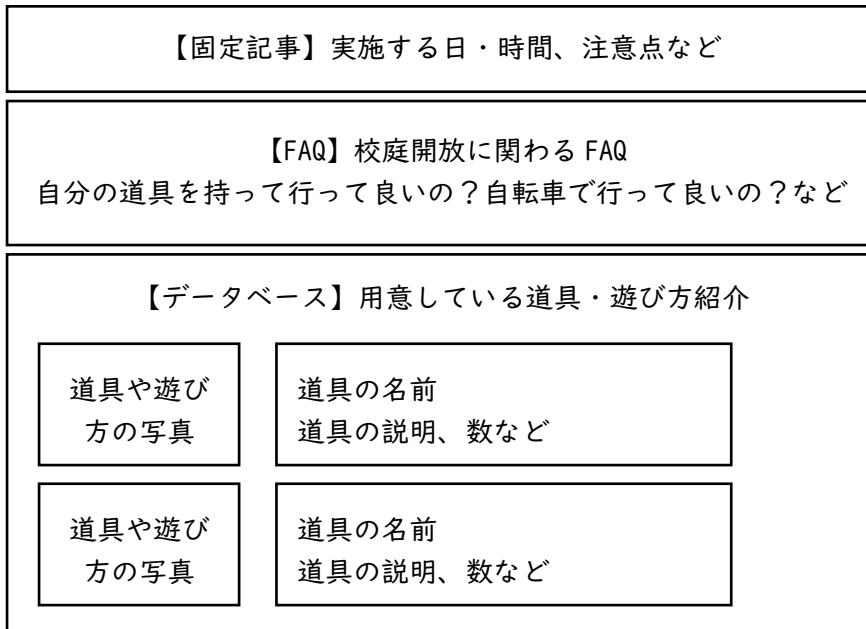 【固定記事】実施する日・時間、注意点など
【FAQ】校庭開放に関わる FAQ
自分の道具を持って行って良いの？自転車で行って良いの？など
【データベース】用意している道具・遊び方紹介
道具や遊び
方の写真
道具の名前
道具の説明、数など
道具や遊び
方の写真
道具の名前
道具の説明、数など